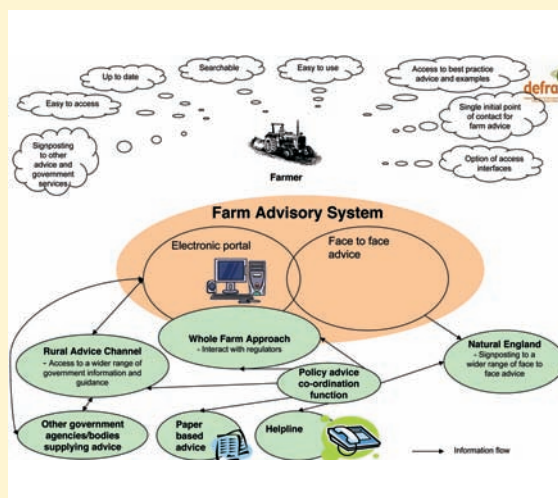 Searchable
Easy to use
Access to best practice
advice and examples
Up to date
defra
Easy to access
Single initial point
of contact for
farm advice
Signposting
to other
advice and
government
services
Option of access
interfaces
Farmer
Farm Advisory System
Electronic portal
Face to face
advice
Whole Farm Approach
- Interact with regulators
Rural Advice Channel
- Access to a wider range of
government information and
guidance
Natural England
- Signposting to a
wider range of face
to face advice
Policy advice
co-ordination
function
Other government
agencies/bodies
supplying advice
Paper
based
advice
Helpline
Information flow